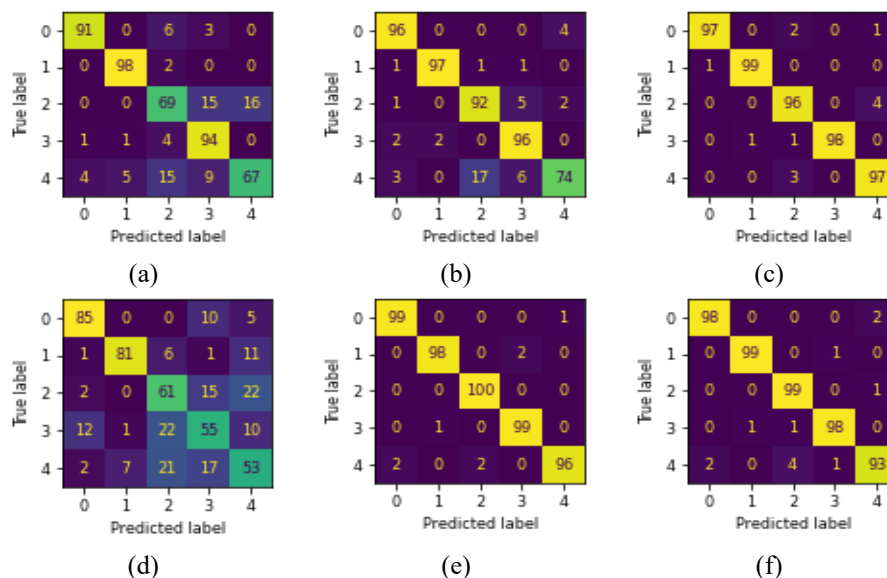 0 91 0 6 3 0
1 0 98 2 0 0
2 0 0 69 15 16
3 1 1 4 94 0
4 4 5 15 9 67
0 1 2 3 4
True label
Predicted label
(a)
0 96 0 0 0 4
1 1 97 1 1 0
2 1 0 92 5 2
3 2 2 0 96 0
4 3 0 17 6 74
0 1 2 3 4
True label
Predicted label
(b)
0 97 0 2 0 1
1 1 99 0 0 0
2 0 0 96 0 4
3 0 1 1 98 0
4 0 0 3 0 97
0 1 2 3 4
True label
Predicted label
(c)
0 85 0 0 10 5
1 1 81 6 1 11
2 2 0 61 15 22
3 12 1 22 55 10
4 2 7 21 17 53
0 1 2 3 4
True label
Predicted label
(d)
0 99 0 0 0 1
1 0 98 0 2 0
2 0 0 100 0 0
3 0 1 0 99 0
4 2 0 2 0 96
0 1 2 3 4
True label
Predicted label
(e)
0 98 0 0 0 2
1 0 99 0 1 0
2 0 0 99 0 1
3 0 1 1 98 0
4 2 0 4 1 93
0 1 2 3 4
True label
Predicted label
(f)